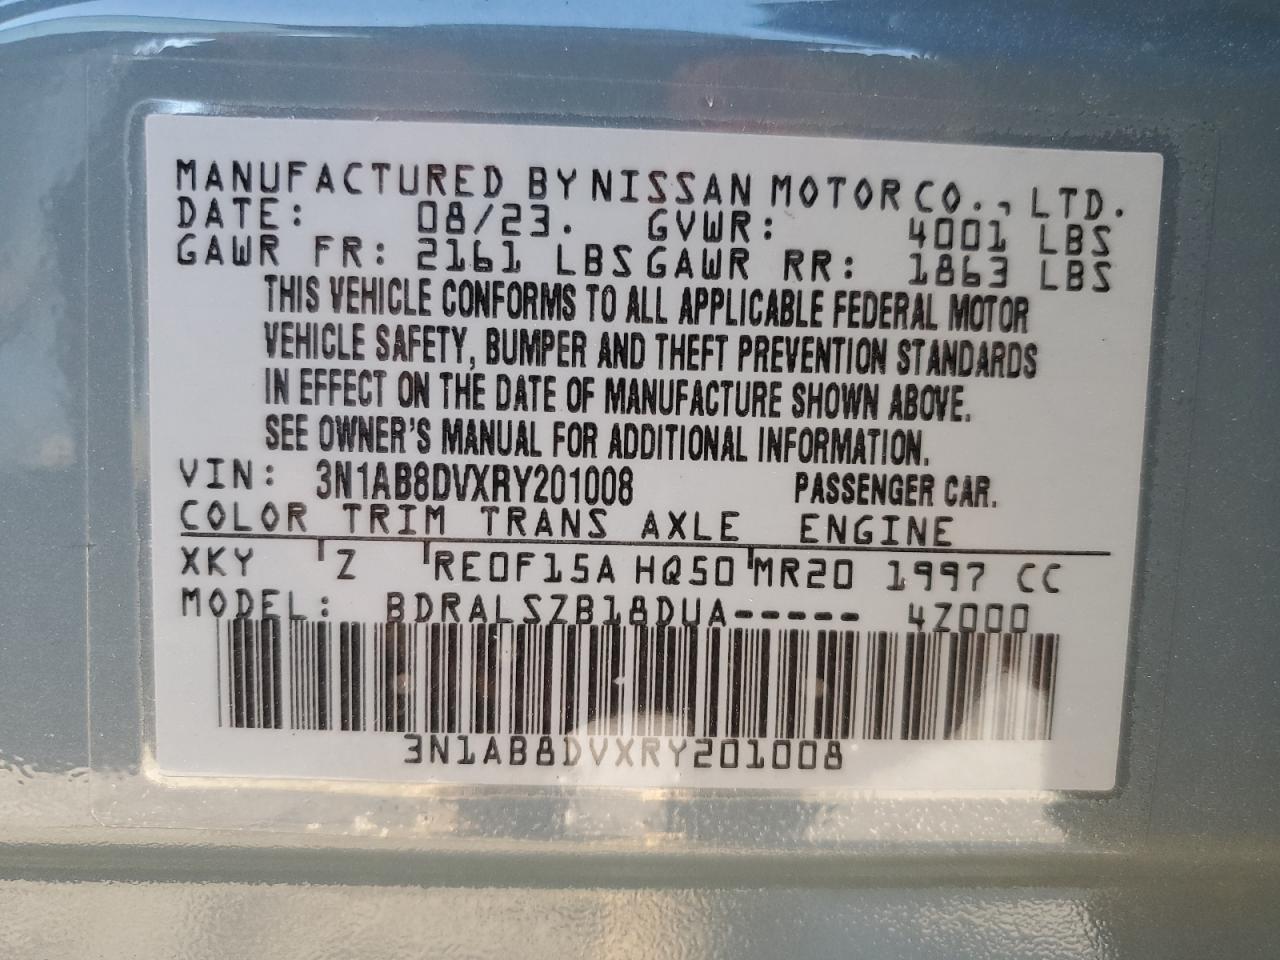 MANUFACTURED BY NISSAN MOTOR CO., LTD.
DATE: 08/23. GVWR: 4001 LBS
GAWR FR: 2161 LBS GAWR RR: 1863 LBS
THIS VEHICLE CONFORMS TO ALL APPLICABLE FEDERAL MOTOR
VEHICLE SAFETY, BUMPER AND THEFT PREVENTION STANDARDS
IN EFFECT ON THE DATE OF MANUFACTURE SHOWN ABOVE.
SEE OWNER'S MANUAL FOR ADDITIONAL INFORMATION.
VIN: 3N1AB8DVXRY201008 PASSENGER CAR.
COLOR TRIM TRANS AXLE ENGINE
XKY Z RE0F15A HQ50 MR20 1997 CC
MODEL: BDRALSZB18DUA----- 4Z000
3N1AB8DVXRY201008